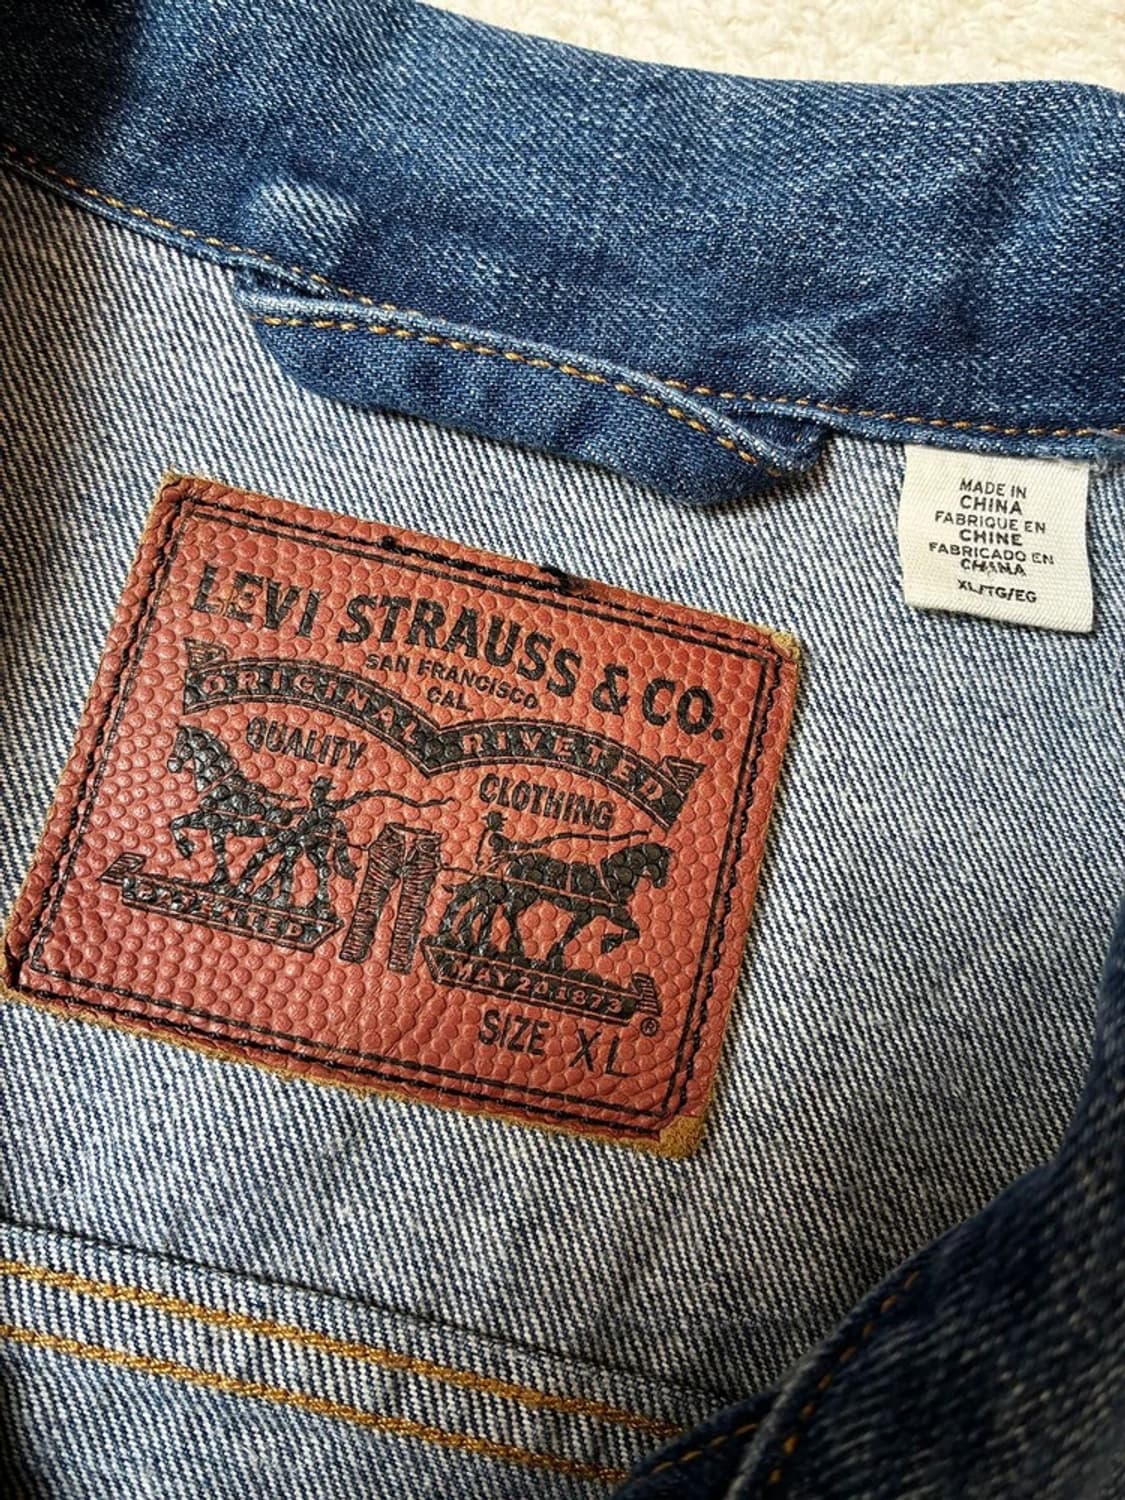 LEVI STRAUSS & CO.
SAN FRANCISCO
CAL.
ORIGINAL RIVETED
QUALITY
CLOTHING
PATENTED
MAY 20 1873
®
SIZE XL
MADE IN
CHINA
FABRIQUE EN
CHINE
FABRICADO EN
CHINA
XL/TG/EG